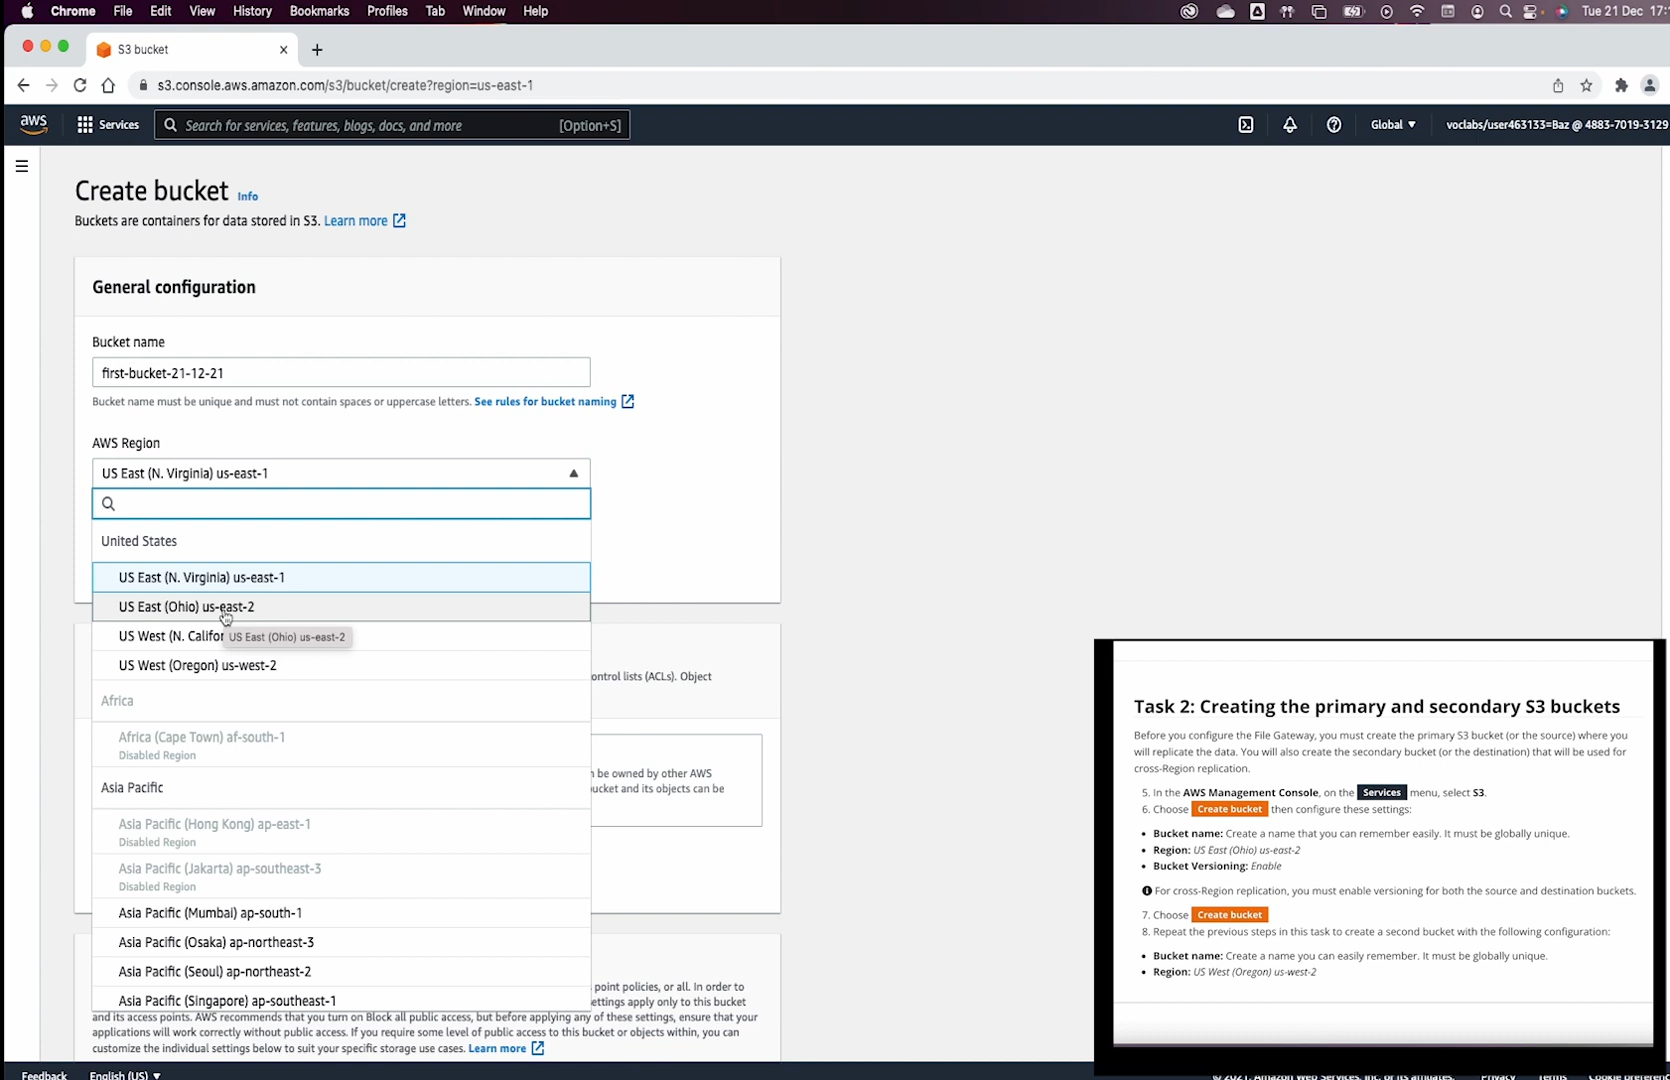 Chrome File Edit View History Bookmarks Profiles Tab Window Help
Tue 21 Dec 17:
S3 bucket
s3.console.aws.amazon.com/s3/bucket/create?region=us-east-1
aws Services Search for services, features, blogs, docs, and more [Option+S]
Global voclabs/user463133=Baz @ 4883-7019-3129
Create bucket Info
Buckets are containers for data stored in S3. Learn more
General configuration
Bucket name
first-bucket-21-12-21
Bucket name must be unique and must not contain spaces or uppercase letters. See rules for bucket naming
AWS Region
US East (N. Virginia) us-east-1
United States
US East (N. Virginia) us-east-1
US East (Ohio) us-east-2
US West (N. Califor
US East (Ohio) us-east-2
US West (Oregon) us-west-2
ontrol lists (ACLs). Object
Africa
Africa (Cape Town) af-south-1
Disabled Region
n be owned by other AWS
ucket and its objects can be
Asia Pacific
Asia Pacific (Hong Kong) ap-east-1
Disabled Region
Asia Pacific (Jakarta) ap-southeast-3
Disabled Region
Asia Pacific (Mumbai) ap-south-1
Asia Pacific (Osaka) ap-northeast-3
Asia Pacific (Seoul) ap-northeast-2
Asia Pacific (Singapore) ap-southeast-1
point policies, or all. In order to
ettings apply only to this bucket
and its access points. AWS recommends that you turn on Block all public access, but before applying any of these settings, ensure that your
applications will work correctly without public access. If you require some level of public access to this bucket or objects within, you can
customize the individual settings below to suit your specific storage use cases. Learn more
Task 2: Creating the primary and secondary S3 buckets
Before you configure the File Gateway, you must create the primary S3 bucket (or the source) where you
will replicate the data. You will also create the secondary bucket (or the destination) that will be used for
cross-Region replication.
5. In the AWS Management Console, on the Services menu, select S3.
6. Choose Create bucket then configure these settings:
• Bucket name: Create a name that you can remember easily. It must be globally unique.
• Region: US East (Ohio) us-east-2
• Bucket Versioning: Enable
For cross-Region replication, you must enable versioning for both the source and destination buckets.
7. Choose Create bucket
8. Repeat the previous steps in this task to create a second bucket with the following configuration:
• Bucket name: Create a name you can easily remember. It must be globally unique.
• Region: US West (Oregon) us-west-2
Feedback English (US)
© 2021, Amazon Web Services, Inc. or its affiliates. Privacy Terms Cookie preferenc